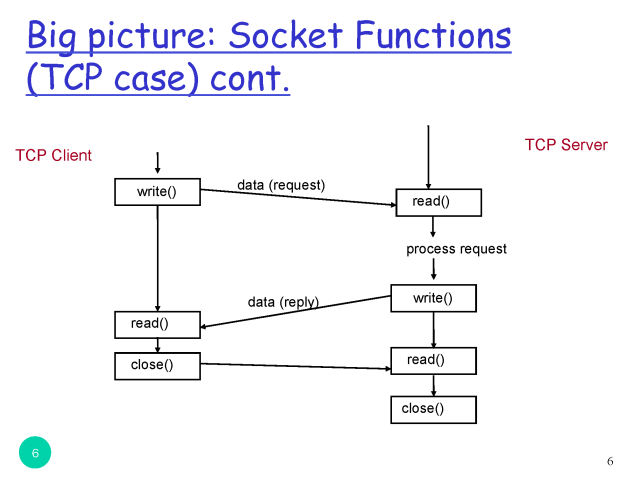 Big picture: Socket Functions
(TCP case) cont.
TCP Client
TCP Server
write()
data (request)
read()
process request
data (reply)
write()
read()
read()
close()
close()
6
6